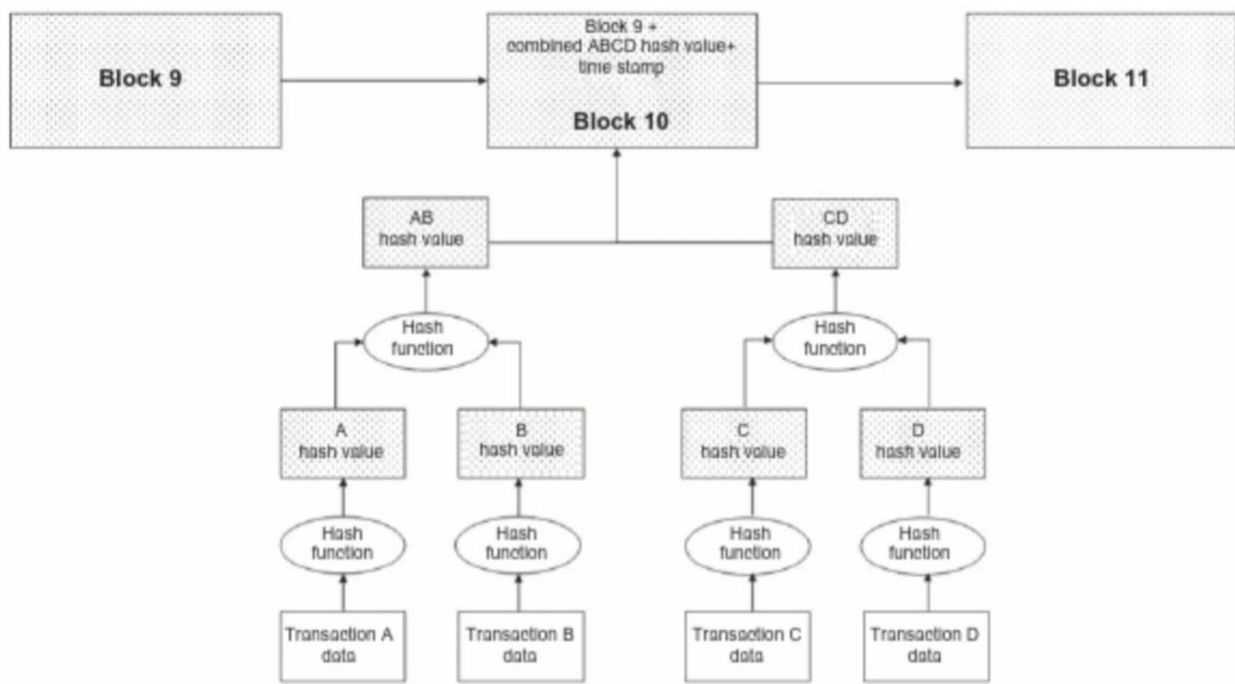 Block 9
Block 9 +
combined ABCD hash value+
time stamp
Block 10
Block 11
AB
hash value
CD
hash value
Hash
function
Hash
function
A
hash value
B
hash value
C
hash value
D
hash value
Hash
function
Hash
function
Hash
function
Hash
function
Transaction A
data
Transaction B
data
Transaction C
data
Transaction D
data